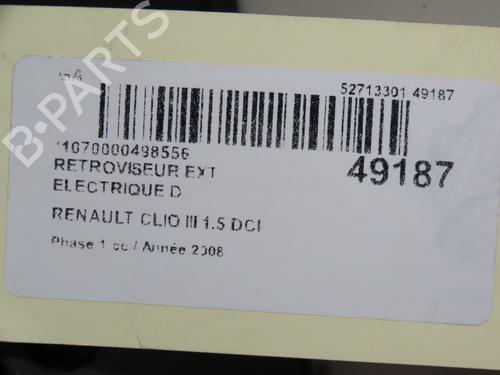 GA
52713301 49187
*1070000498556
RETROVISEUR EXT
ELECTRIQUE D
49187
RENAULT CLIO III 1.5 DCI
Phase 1 cc / Année 2008
B-PARTS